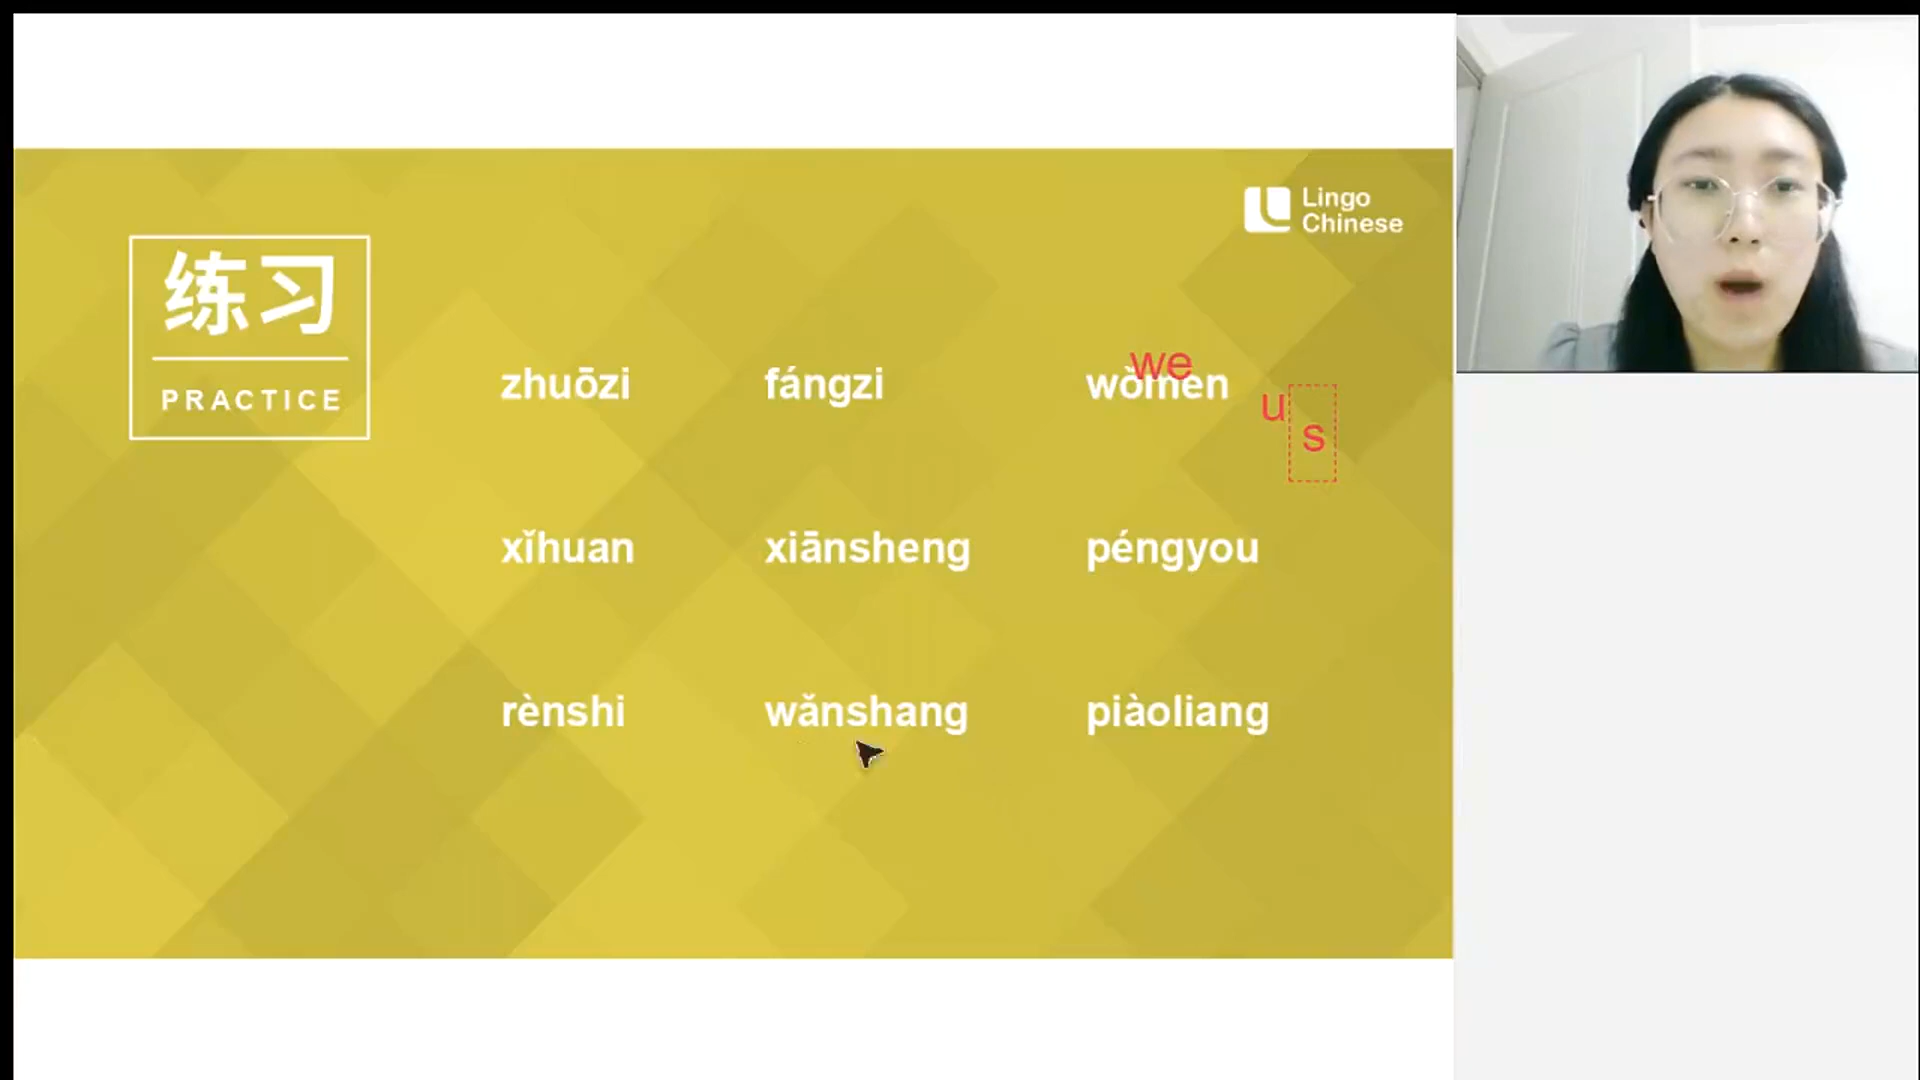 Lingo
Chinese
练习
PRACTICE
zhuōzi
fángzi
wǒmen
we
u
s
xǐhuan
xiānsheng
péngyou
rènshi
wǎnshang
piàoliang